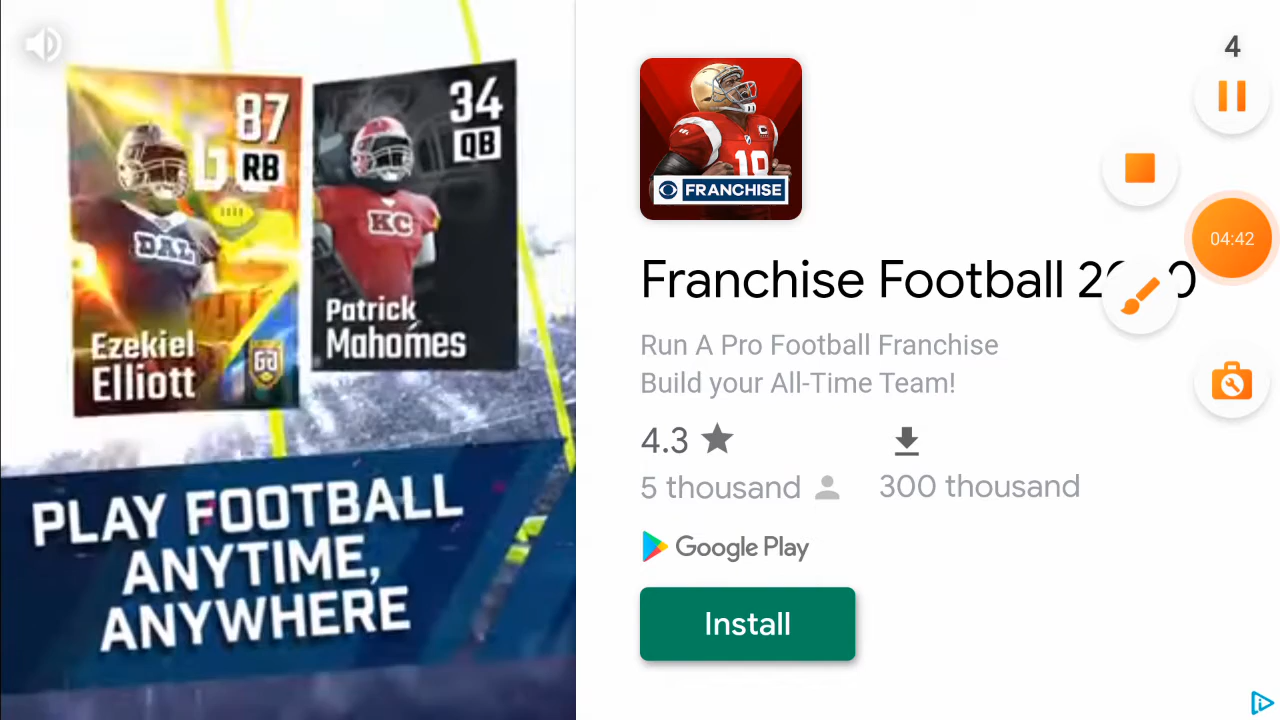 87
RB
DAL
Ezekiel
Elliott
GG
34
QB
KC
Patrick
Mahomes
PLAY FOOTBALL
ANYTIME,
ANYWHERE
18
FRANCHISE
Franchise Football
Run A Pro Football Franchise
Build your All-Time Team!
4.3
5 thousand
300 thousand
Google Play
Install
4
04:42